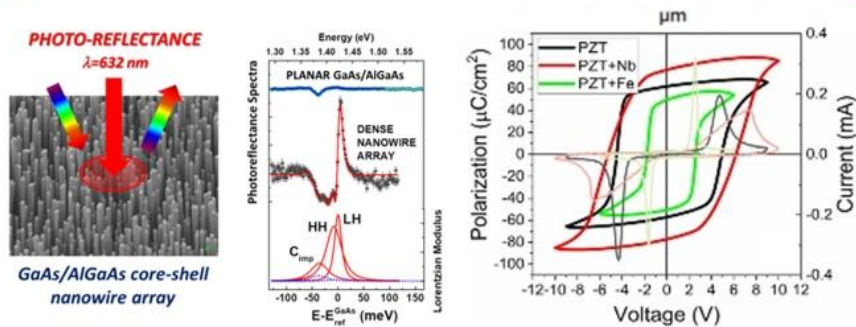 PHOTO-REFLECTANCE
λ=632 nm
GaAs/AlGaAs core-shell
nanowire array
Energy (eV)
1.30 1.35 1.40 1.45 1.50 1.55
PLANAR GaAs/AlGaAs
DENSE
NANOWIRE
ARRAY
HH
LH
C_imp
Photoreflectance Spectra
Lorentzian Modulus
-100 -50 0 50 100 150
E-E_ref^GaAs (meV)
µm
PZT
PZT+Nb
PZT+Fe
Polarization (µC/cm²)
100
80
60
40
20
0
-20
-40
-60
-80
-100
Current (mA)
0.4
0.2
0.0
-0.2
-0.4
-12 -10 -8 -4 0 4 8 10 12
Voltage (V)